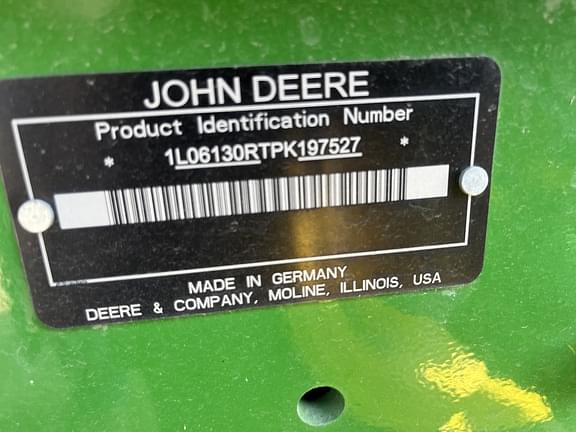 JOHN DEERE
Product Identification Number
* 1L06130RTPK197527 *
MADE IN GERMANY
DEERE & COMPANY, MOLINE, ILLINOIS, USA